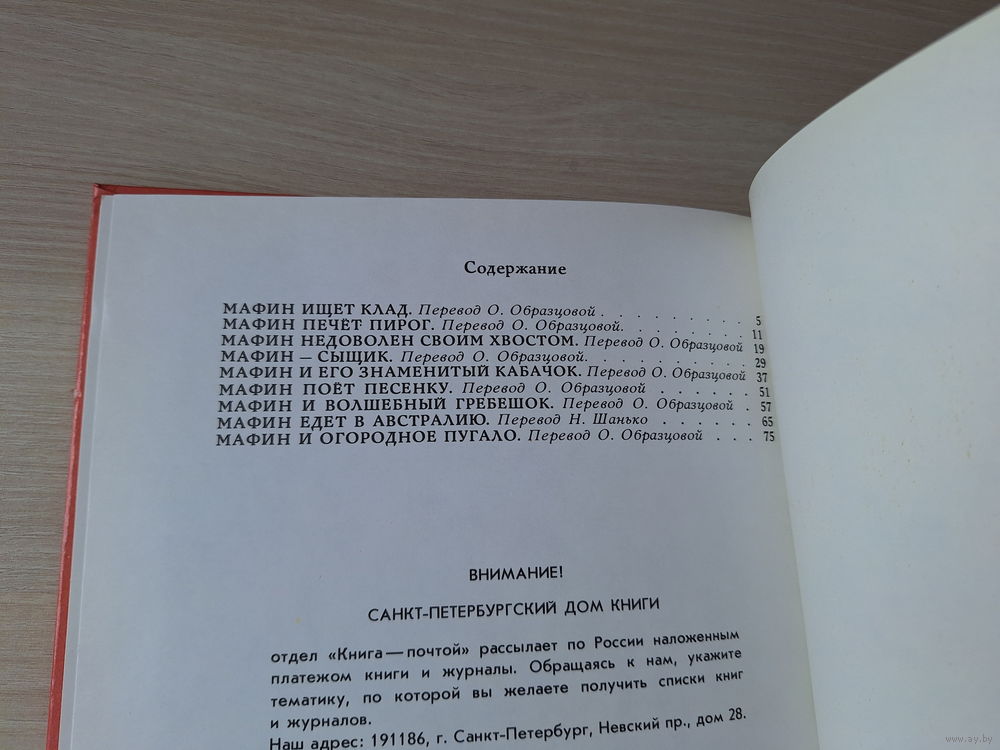 Содержание
МАФИН ИЩЕТ КЛАД. Перевод О. Образцовой . . . . . . . . . 5
МАФИН ПЕЧЁТ ПИРОГ. Перевод О. Образцовой. . . . . . . . 11
МАФИН НЕДОВОЛЕН СВОИМ ХВОСТОМ. Перевод О. Образцовой 19
МАФИН — СЫЩИК. Перевод О. Образцовой. . . . . . . . . . 29
МАФИН И ЕГО ЗНАМЕНИТЫЙ КАБАЧОК. Перевод О. Образцовой 37
МАФИН ПОЁТ ПЕСЕНКУ. Перевод О. Образцовой . . . . . . 51
МАФИН И ВОЛШЕБНЫЙ ГРЕБЕШОК. Перевод О. Образцовой . 57
МАФИН ЕДЕТ В АВСТРАЛИЮ. Перевод Н. Шанько . . . . . . 65
МАФИН И ОГОРОДНОЕ ПУГАЛО. Перевод О. Образцовой . . . 75
ВНИМАНИЕ!
САНКТ-ПЕТЕРБУРГСКИЙ ДОМ КНИГИ
отдел «Книга — почтой» рассылает по России наложенным
платежом книги и журналы. Обращаясь к нам, укажите
тематику, по которой вы желаете получить списки книг
и журналов.
Наш адрес: 191186, г. Санкт-Петербург, Невский пр., дом 28.
www.ay.by